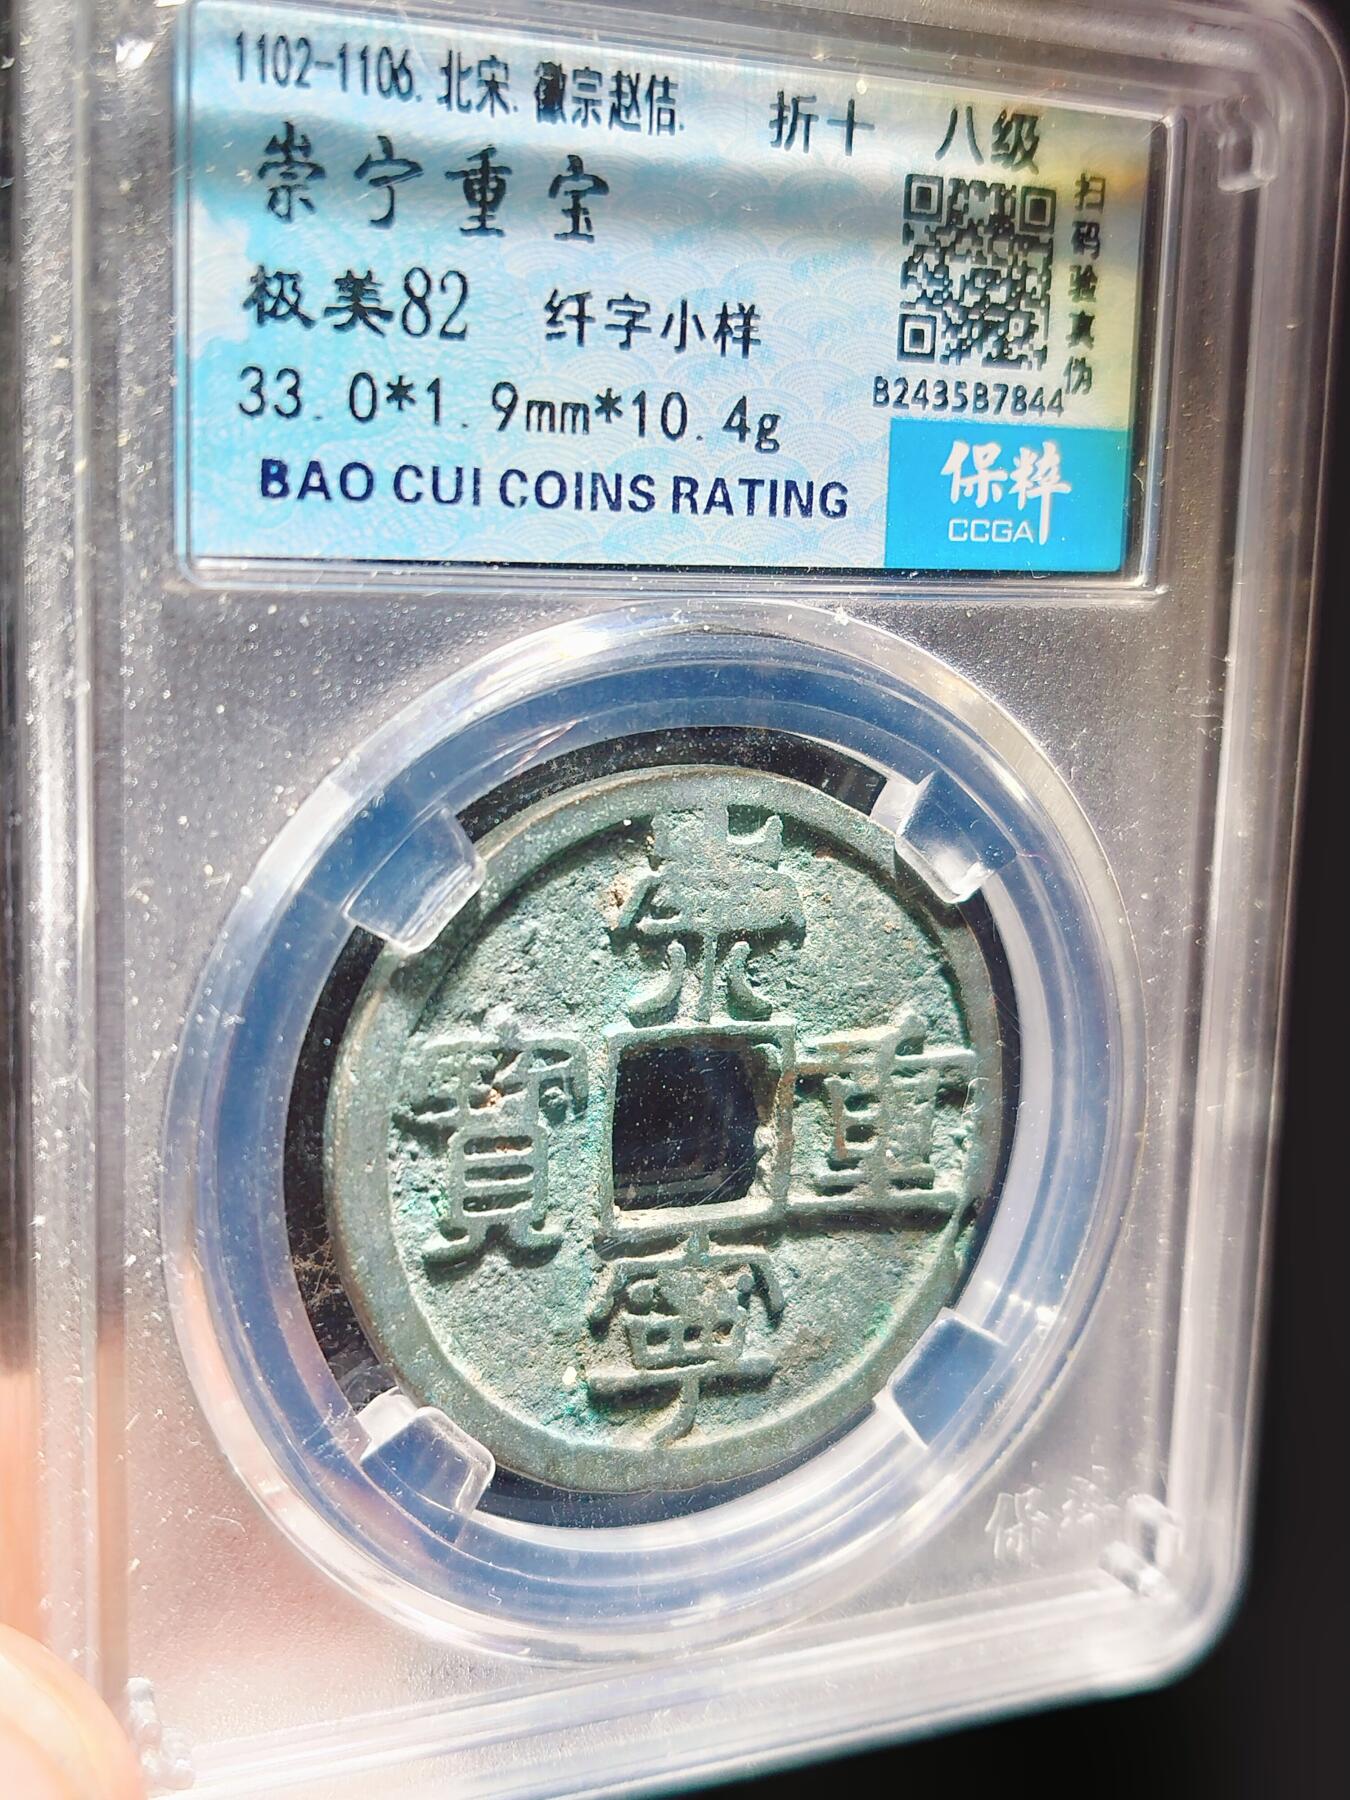 1102-1106. 北宋. 徽宗赵佶.
折十 八级
崇宁重宝
极美82 纤字小样
33.0*1.9mm*10.4g
BAO CUI COINS RATING
扫码验真伪
B2435B7844
保粹
CCGA
崇
寧
重
寶
保粹